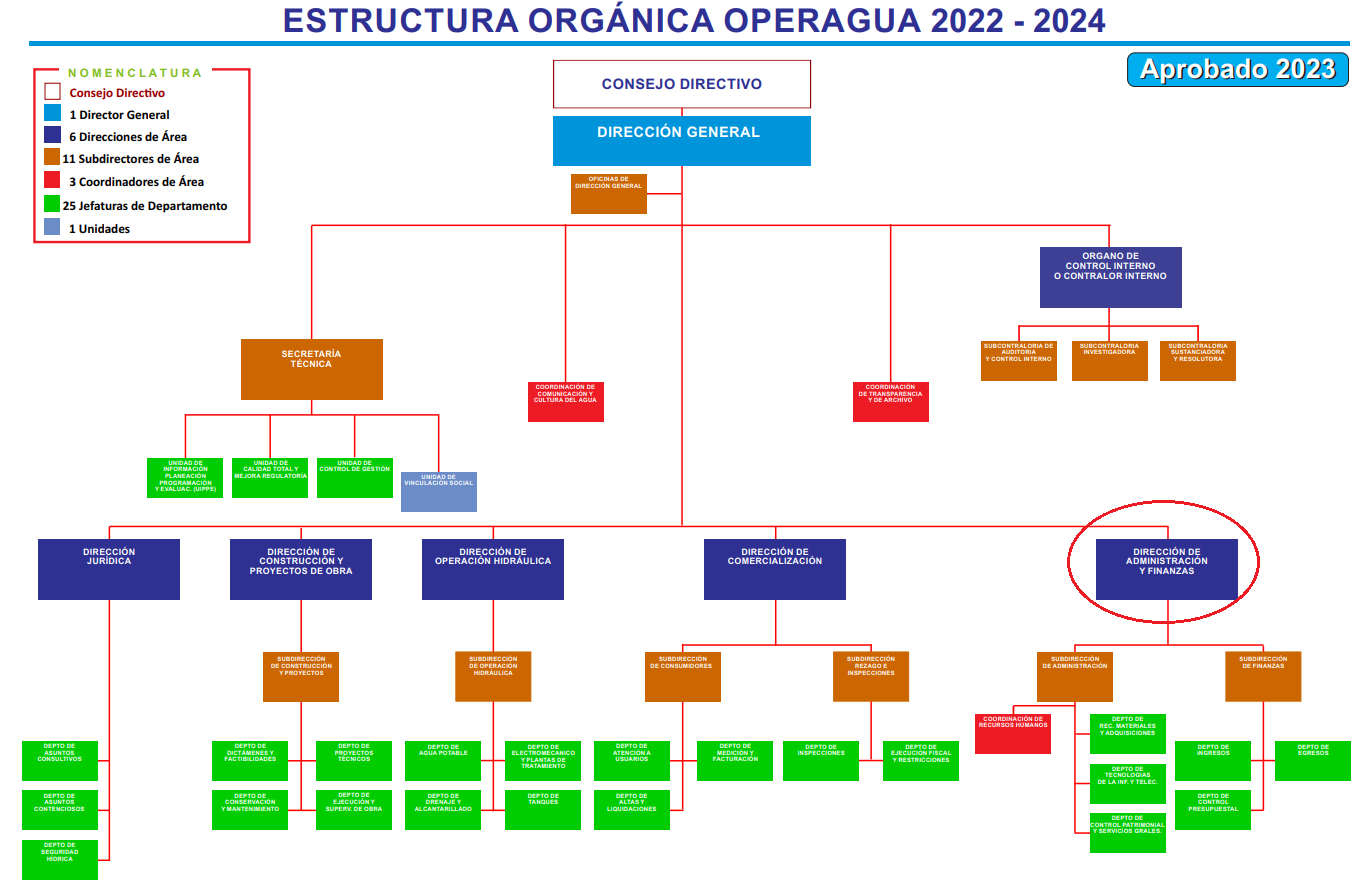 ESTRUCTURA ORGÁNICA OPERAGUA 2022 - 2024
Aprobado 2023
NOMENCLATURA
Consejo Directivo
1 Director General
6 Direcciones de Área
11 Subdirectores de Área
3 Coordinadores de Área
25 Jefaturas de Departamento
1 Unidades
CONSEJO DIRECTIVO
DIRECCIÓN GENERAL
OFICINAS DE
DIRECCIÓN GENERAL
ORGANO DE
CONTROL INTERNO
O CONTRALOR INTERNO
SUBCONTRALORIA DE
AUDITORIA
Y CONTROL INTERNO
SUBCONTRALORIA
INVESTIGADORA
SUBCONTRALORIA
SUSTANCIADORA
Y RESOLUTORA
SECRETARÍA
TÉCNICA
COORDINACIÓN DE
COMUNICACIÓN Y
CULTURA DEL AGUA
COORDINACIÓN
DE TRANSPARENCIA
Y DE ARCHIVO
UNIDAD DE
INFORMACIÓN
PLANEACIÓN
PROGRAMACIÓN
Y EVALUAC. (UIPPE)
UNIDAD DE
CALIDAD TOTAL Y
MEJORA REGULATORÍA
UNIDAD DE
CONTROL DE GESTIÓN
UNIDAD DE
VINCULACIÓN SOCIAL
DIRECCIÓN
JURÍDICA
DIRECCIÓN DE
CONSTRUCCIÓN Y
PROYECTOS DE OBRA
DIRECCIÓN DE
OPERACIÓN HIDRÁULICA
DIRECCIÓN DE
COMERCIALIZACIÓN
DIRECCIÓN DE
ADMINISTRACIÓN
Y FINANZAS
SUBDIRECCIÓN
DE CONSTRUCCIÓN
Y PROYECTOS
SUBDIRECCIÓN
DE OPERACIÓN
HIDRÁULICA
SUBDIRECCIÓN
DE CONSUMIDORES
SUBDIRECCIÓN
REZAGO E
INSPECCIONES
SUBDIRECCIÓN
DE ADMINISTRACIÓN
SUBDIRECCIÓN
DE FINANZAS
COORDINACIÓN DE
RECURSOS HUMANOS
DEPTO DE
REC. MATERIALES
Y ADQUISICIONES
DEPTO DE
ASUNTOS
CONSULTIVOS
DEPTO DE
DICTÁMENES Y
FACTIBILIDADES
DEPTO DE
PROYECTOS
TÉCNICOS
DEPTO DE
AGUA POTABLE
DEPTO DE
ELECTROMECANICO
Y PLANTAS DE
TRATAMIENTO
DEPTO DE
ATENCIÓN A
USUARIOS
DEPTO DE
MEDICIÓN Y
FACTURACIÓN
DEPTO DE
INSPECCIONES
DEPTO DE
EJECUCIÓN FISCAL
Y RESTRICCIONES
DEPTO DE
INGRESOS
DEPTO DE
EGRESOS
DEPTO DE
TECNOLOGIAS
DE LA INF. Y TELEC.
DEPTO DE
ASUNTOS
CONTENCIOSOS
DEPTO DE
CONSERVACIÓN
Y MANTENIMIENTO
DEPTO DE
EJECUCIÓN Y
SUPERV. DE OBRA
DEPTO DE
DRENAJE Y
ALCANTARILLADO
DEPTO DE
TANQUES
DEPTO DE
ALTAS Y
LIQUIDACIONES
DEPTO DE
CONTROL
PRESUPUESTAL
DEPTO DE
CONTROL PATRIMONIAL
Y SERVICIOS GRALES.
DEPTO DE
SEGURIDAD
HÍDRICA